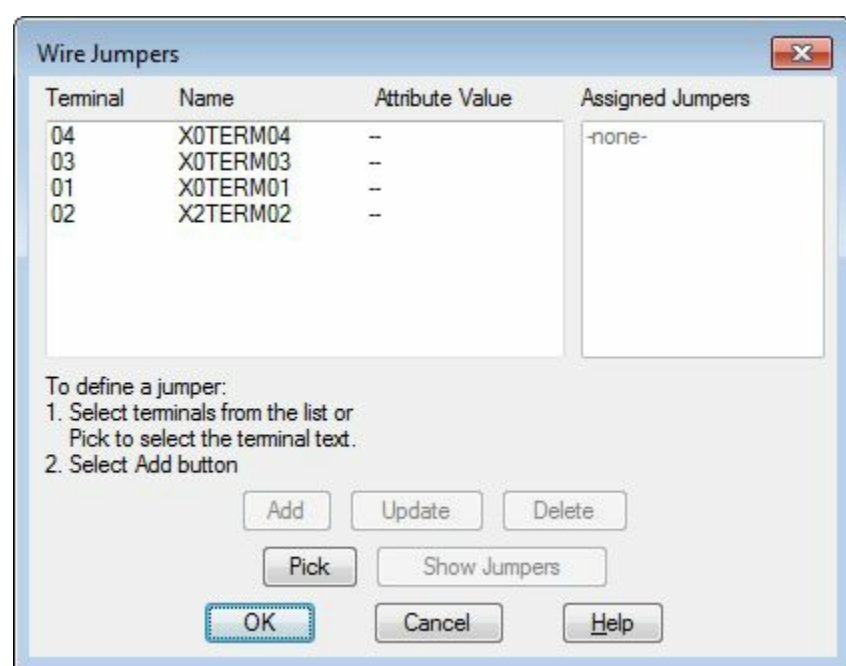 Wire Jumpers
Terminal Name Attribute Value Assigned Jumpers
04 X0TERM04 -- -none-
03 X0TERM03 --
01 X0TERM01 --
02 X2TERM02 --
To define a jumper:
1. Select terminals from the list or
Pick to select the terminal text.
2. Select Add button
Add Update Delete
Pick Show Jumpers
OK Cancel Help